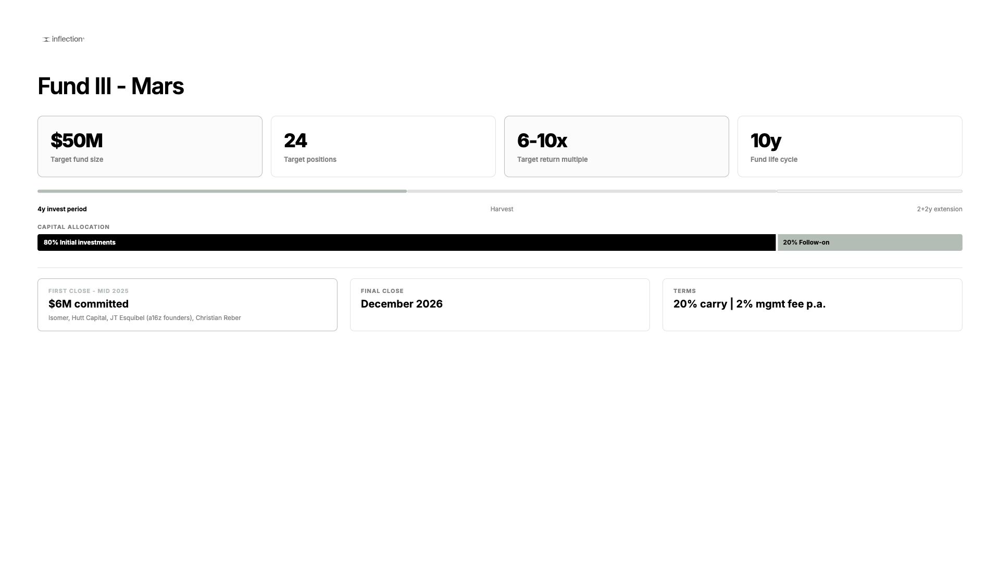 inflection
Fund III - Mars
$50M
Target fund size
24
Target positions
6-10x
Target return multiple
10y
Fund life cycle
4y invest period
Harvest
2+2y extension
CAPITAL ALLOCATION
80% Initial investments
20% Follow-on
FIRST CLOSE - MID 2025
$6M committed
Isomer, Hutt Capital, JT Esquibel (a16z founders), Christian Reber
FINAL CLOSE
December 2026
TERMS
20% carry | 2% mgmt fee p.a.